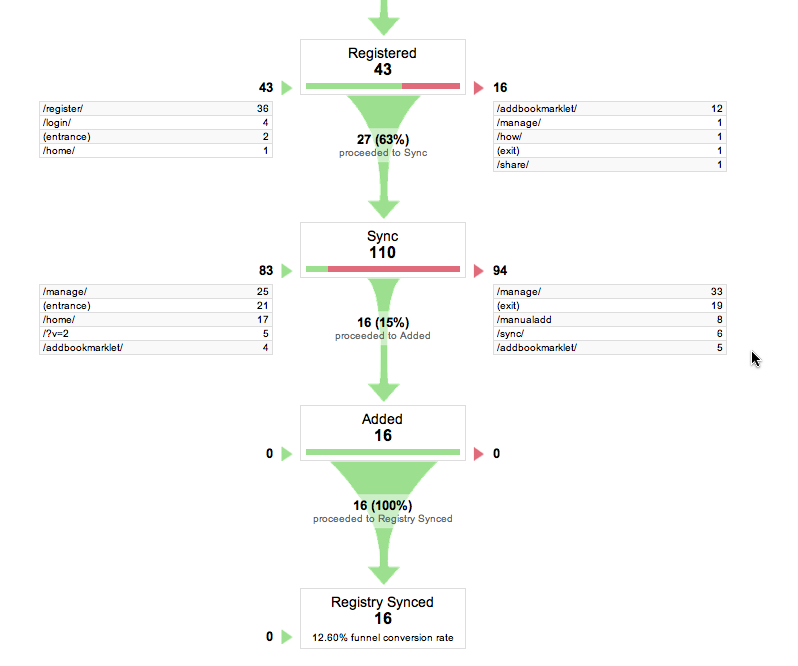 Registered
43
43
16
/register/ 36
/login/ 4
(entrance) 2
/home/ 1
/addbookmarklet/ 12
/manage/ 1
/how/ 1
(exit) 1
/share/ 1
27 (63%)
proceeded to Sync
Sync
110
83
94
/manage/ 25
(entrance) 21
/home/ 17
/?v=2 5
/addbookmarklet/ 4
/manage/ 33
(exit) 19
/manualadd 8
/sync/ 6
/addbookmarklet/ 5
16 (15%)
proceeded to Added
Added
16
0
0
16 (100%)
proceeded to Registry Synced
Registry Synced
16
0
12.60% funnel conversion rate